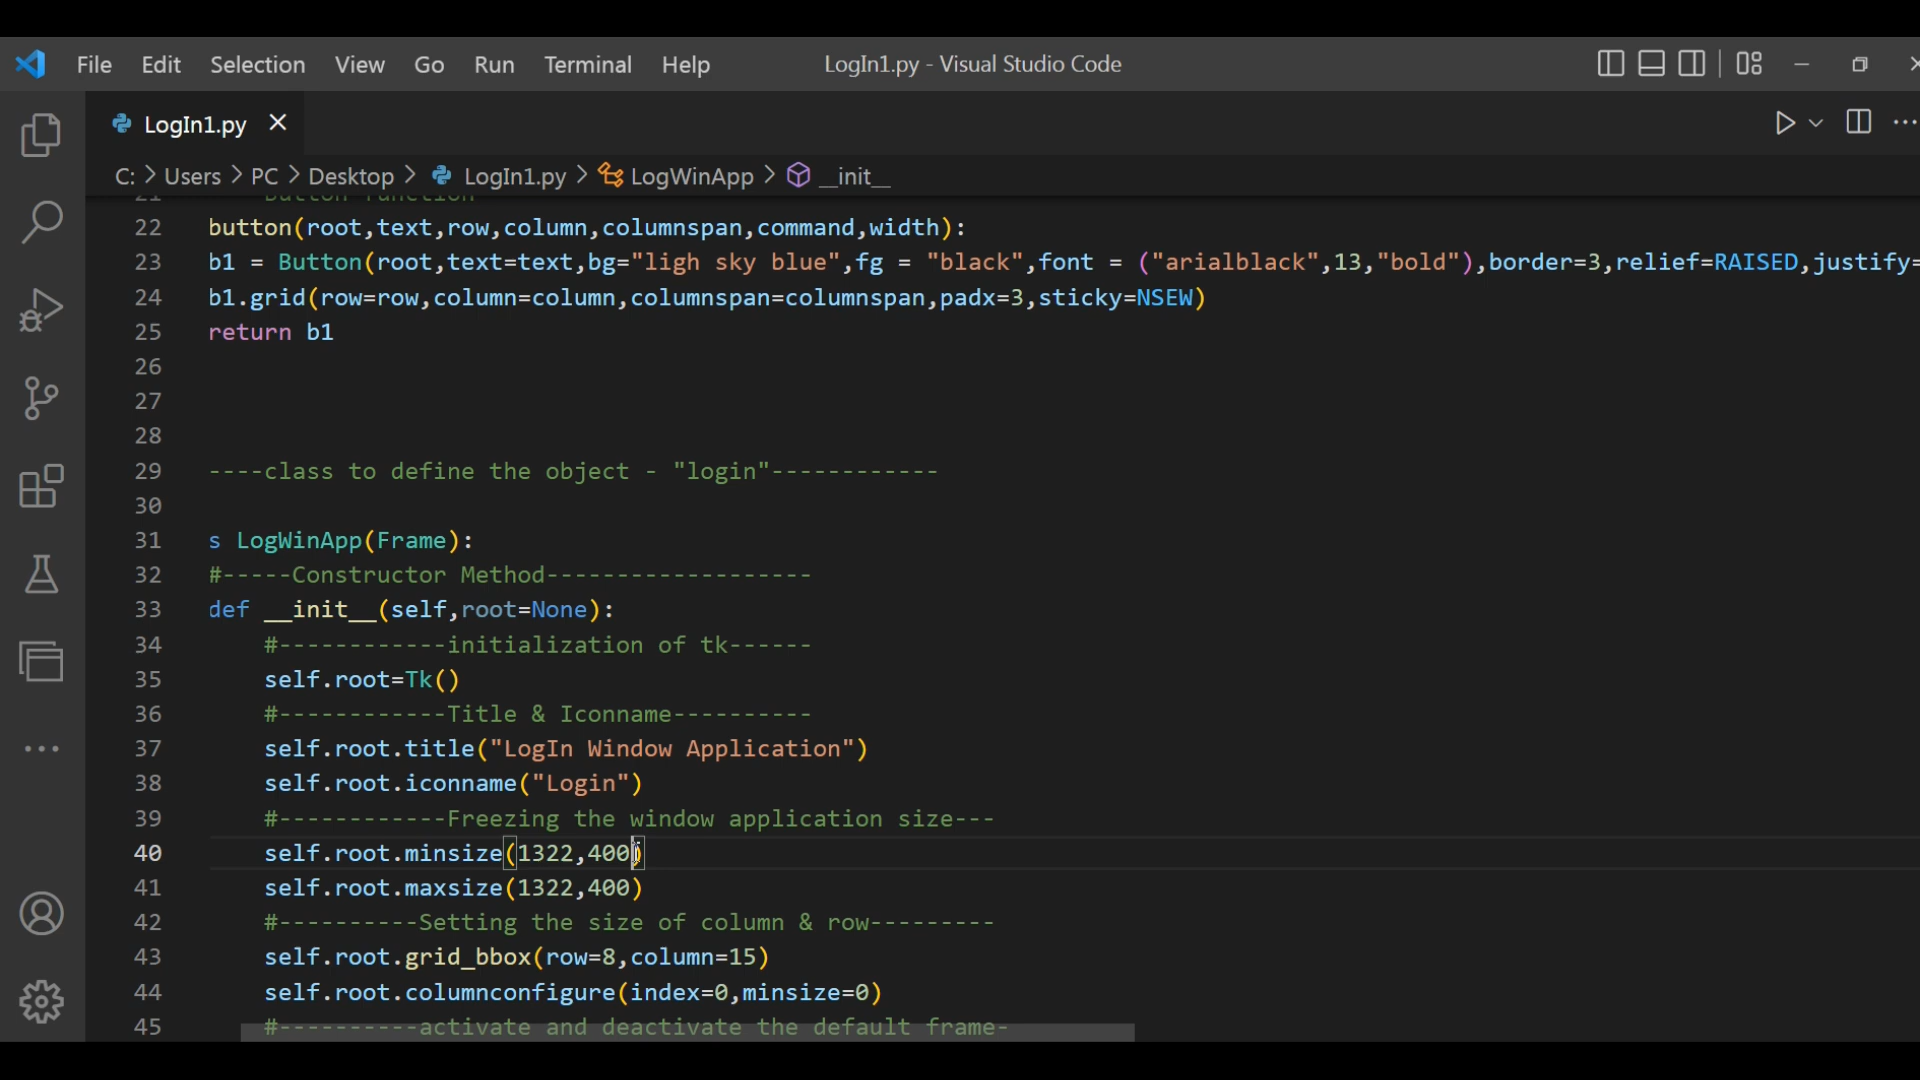 File Edit Selection View Go Run Terminal Help LogIn1.py - Visual Studio Code
LogIn1.py
C: > Users > PC > Desktop > LogIn1.py > LogWinApp > __init__
21 Button function
22 button(root,text,row,column,columnspan,command,width):
23 b1 = Button(root,text=text,bg="ligh sky blue",fg = "black",font = ("arialblack",13,"bold"),border=3,relief=RAISED,justify=
24 b1.grid(row=row,column=column,columnspan=columnspan,padx=3,sticky=NSEW)
25 return b1
26
27
28
29 ----class to define the object - "login"------------
30
31 s LogWinApp(Frame):
32 #-----Constructor Method-------------------
33 def __init__(self,root=None):
34 #------------initialization of tk------
35 self.root=Tk()
36 #------------Title & Iconname----------
37 self.root.title("LogIn Window Application")
38 self.root.iconname("Login")
39 #------------Freezing the window application size---
40 self.root.minsize(1322,400)
41 self.root.maxsize(1322,400)
42 #----------Setting the size of column & row---------
43 self.root.grid_bbox(row=8,column=15)
44 self.root.columnconfigure(index=0,minsize=0)
45 #----------activate and deactivate the default frame-